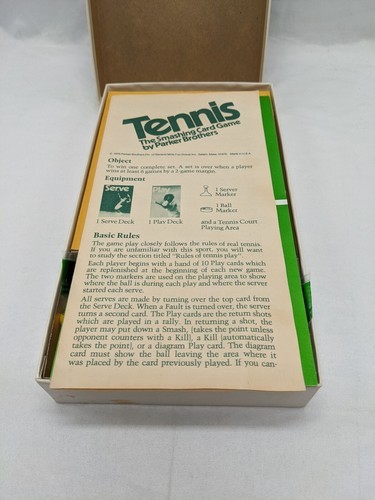 Tennis
The Smashing Card Game
by Parker Brothers
Object
To win one complete set. A set is over when a player
wins at least 6 games by a 2-game margin.
Equipment
Serve
Play
1 Server
Marker
1 Ball
Marker
1 Serve Deck
1 Play Deck
and a Tennis Court
Playing Area
Basic Rules
The game play closely follows the rules of real tennis.
If you are unfamiliar with this sport, you will want
to study the section titled "Rules of tennis play".
Each player begins with a hand of 10 Play cards which
are replenished at the beginning of each new game.
The two markers are used on the playing area to show
where the ball is during each play and where the server
started each serve.
All serves are made by turning over the top card from
the Serve Deck. When a Fault is turned over, the server
turns a second card. The Play cards are the return shots
which are played in a rally. In returning a shot, the
player may put down a Smash, (takes the point unless
opponent counters with a Kill), a Kill (automatically
takes the point), or a diagram Play card. The diagram
card must show the ball leaving the area where it
was placed by the card previously played. If you can-